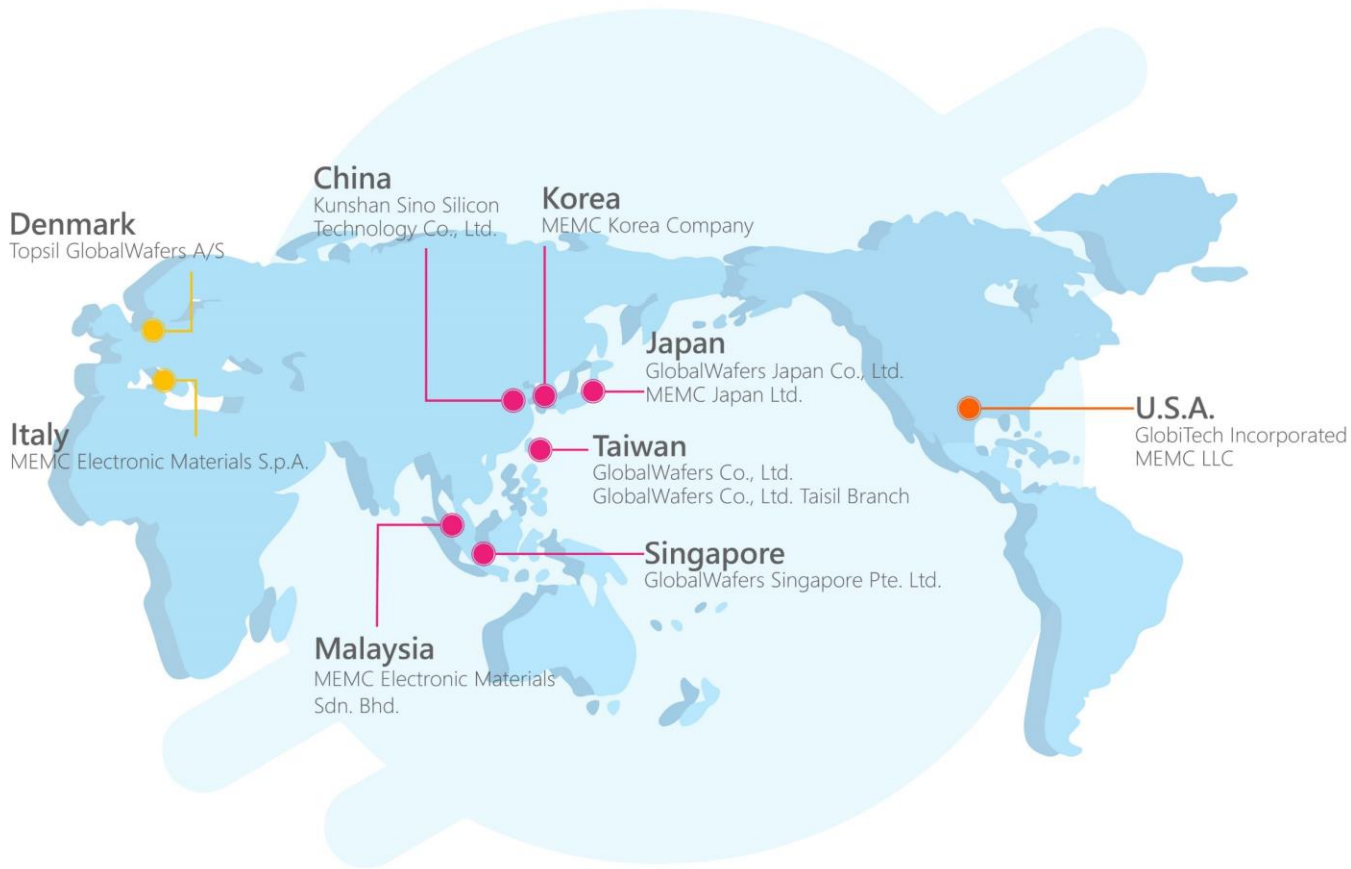 China
Kunshan Sino Silicon
Technology Co., Ltd.
Korea
MEMC Korea Company
Denmark
Topsil GlobalWafers A/S
Japan
GlobalWafers Japan Co., Ltd.
MEMC Japan Ltd.
U.S.A.
GlobiTech Incorporated
MEMC LLC
Italy
MEMC Electronic Materials S.p.A.
Taiwan
GlobalWafers Co., Ltd.
GlobalWafers Co., Ltd. Taisil Branch
Singapore
GlobalWafers Singapore Pte. Ltd.
Malaysia
MEMC Electronic Materials
Sdn. Bhd.